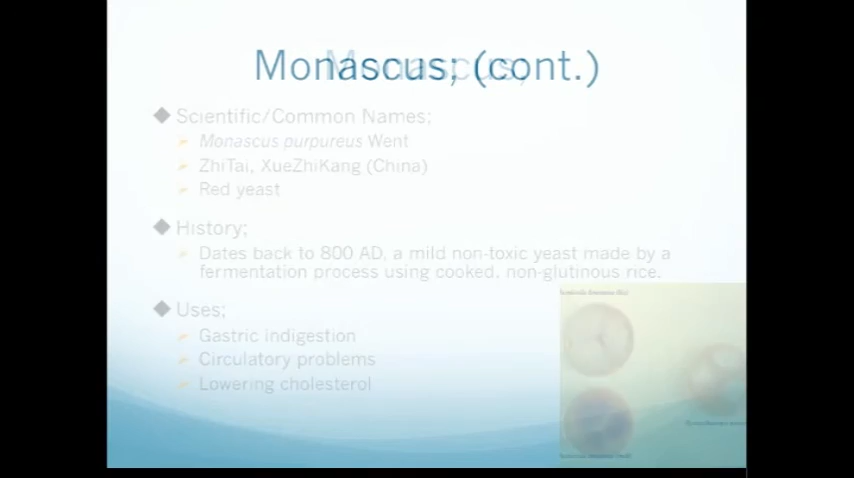 Monascus; (cont.)
Monascus;
Scientific/Common Names;
Monascus purpureus Went
ZhiTai, XueZhiKang (China)
Red yeast
History;
Dates back to 800 AD, a mild non-toxic yeast made by a
fermentation process using cooked, non-glutinous rice.
Uses;
Gastric indigestion
Circulatory problems
Lowering cholesterol